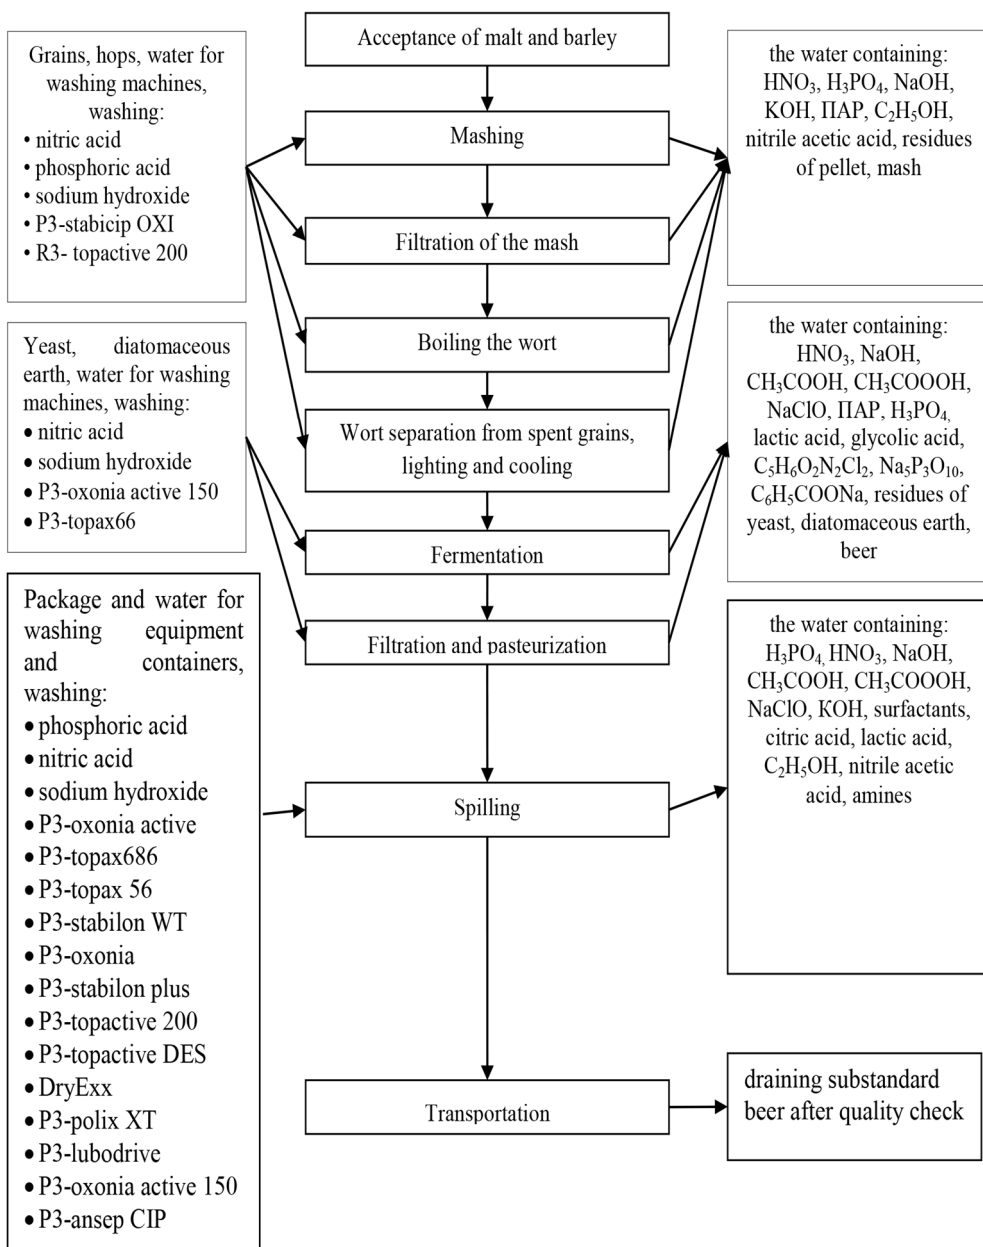 Acceptance of malt and barley
Grains, hops, water for
washing machines,
washing:
• nitric acid
• phosphoric acid
• sodium hydroxide
• P3-stabicip OXI
• R3- topactive 200
Mashing
Filtration of the mash
Boiling the wort
Wort separation from spent grains,
lighting and cooling
the water containing:
HNO₃, H₃PO₄, NaOH,
KOH, ПАР, C₂H₅OH,
nitrile acetic acid, residues
of pellet, mash
Yeast, diatomaceous
earth, water for washing
machines, washing:
• nitric acid
• sodium hydroxide
• P3-oxonia active 150
• P3-topax66
Fermentation
Filtration and pasteurization
the water containing:
HNO₃, NaOH,
CH₃COOH, CH₃COOOH,
NaClO, ПАР, H₃PO₄,
lactic acid, glycolic acid,
C₅H₆O₂N₂Cl₂, Na₅P₃O₁₀,
C₆H₅COONa, residues of
yeast, diatomaceous earth,
beer
Package and water for
washing equipment
and containers,
washing:
• phosphoric acid
• nitric acid
• sodium hydroxide
• P3-oxonia active
• P3-topax686
• P3-topax 56
• P3-stabilon WT
• P3-oxonia
• P3-stabilon plus
• P3-topactive 200
• P3-topactive DES
• DryExx
• P3-polix XT
• P3-lubodrive
• P3-oxonia active 150
• P3-ansep CIP
Spilling
the water containing:
H₃PO₄, HNO₃, NaOH,
CH₃COOH, CH₃COOOH,
NaClO, KOH, surfactants,
citric acid, lactic acid,
C₂H₅OH, nitrile acetic
acid, amines
Transportation
draining substandard
beer after quality check